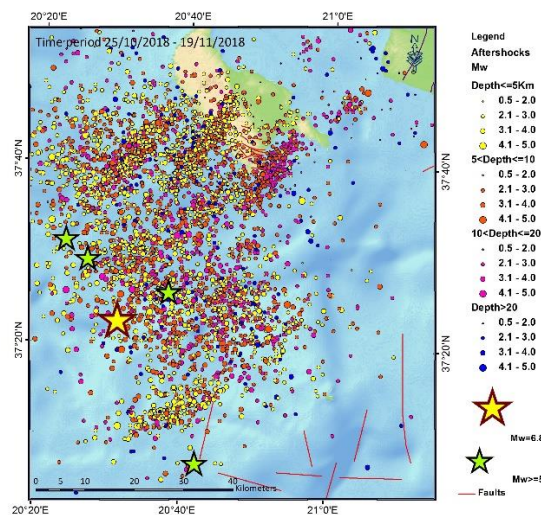 20°20'E
20°40'E
21°0'E
Time period 25/10/2018 - 19/11/2018
N
37°40'N
37°20'N
37°40'N
37°20'N
0 5 10 20 30 40
Kilometers
20°20'E
20°40'E
21°0'E
Legend
Aftershocks
Mw
Depth<=5Km
0.5 - 2.0
2.1 - 3.0
3.1 - 4.0
4.1 - 5.0
5<Depth<=10
0.5 - 2.0
2.1 - 3.0
3.1 - 4.0
4.1 - 5.0
10<Depth<=20
0.5 - 2.0
2.1 - 3.0
3.1 - 4.0
4.1 - 5.0
Depth>20
0.5 - 2.0
2.1 - 3.0
3.1 - 4.0
4.1 - 5.0
Mw=6.8
Mw>=5
Faults